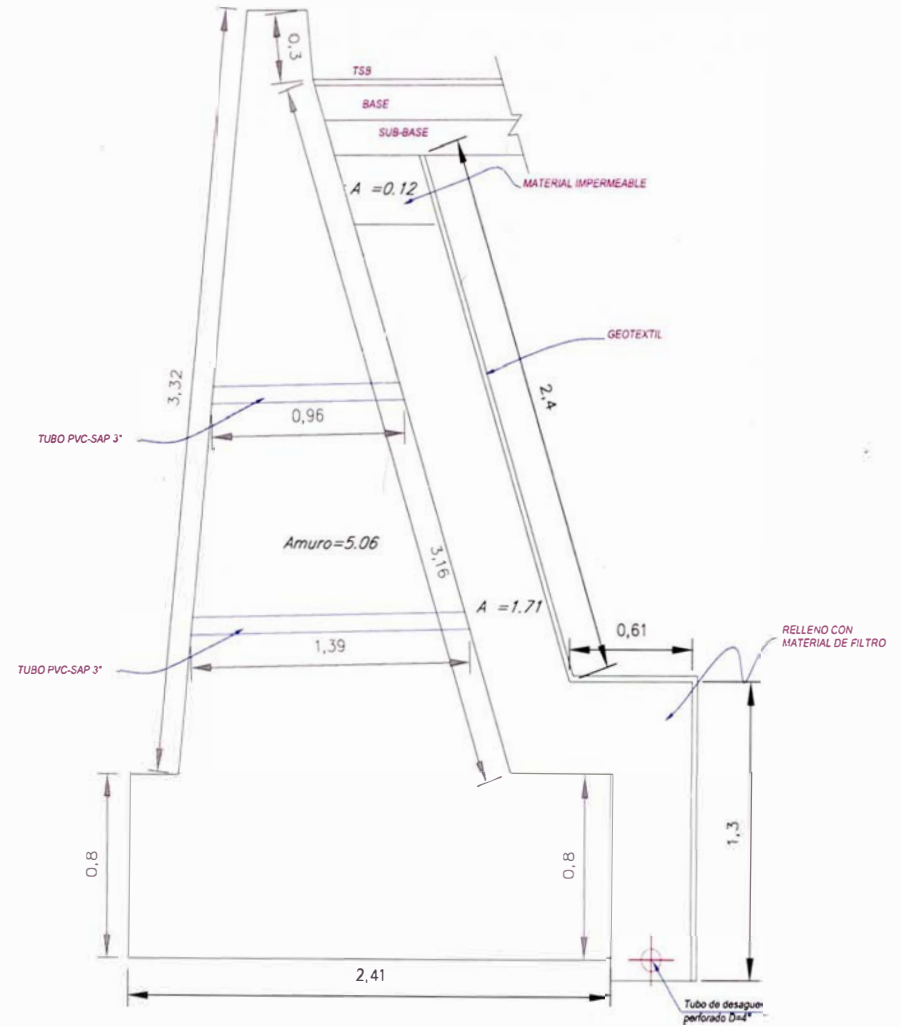 0,3
TSB
BASE
SUB-BASE
A =0.12
MATERIAL IMPERMEABLE
GEOTEXTIL
3,32
2,4
0,96
TUBO PVC-SAP 3"
Amuro=5.06
3,16
A =1.71
0,61
RELLENO CON
MATERIAL DE FILTRO
1,39
TUBO PVC-SAP 3"
0,8
0,8
1,3
2,41
Tubo de desague
perforado D=4"